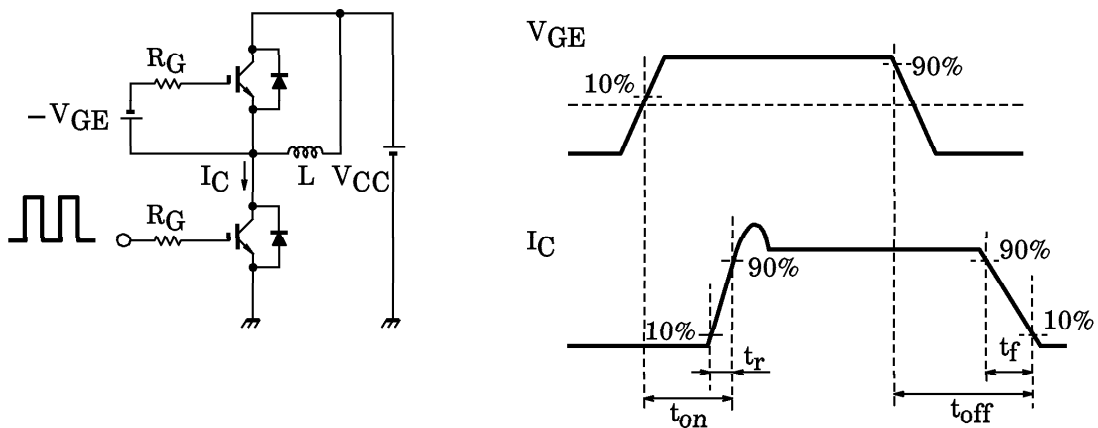 RG
−VGE
IC
L
VCC
RG
VGE
10%
90%
IC
90%
10%
tr
ton
90%
10%
tf
toff